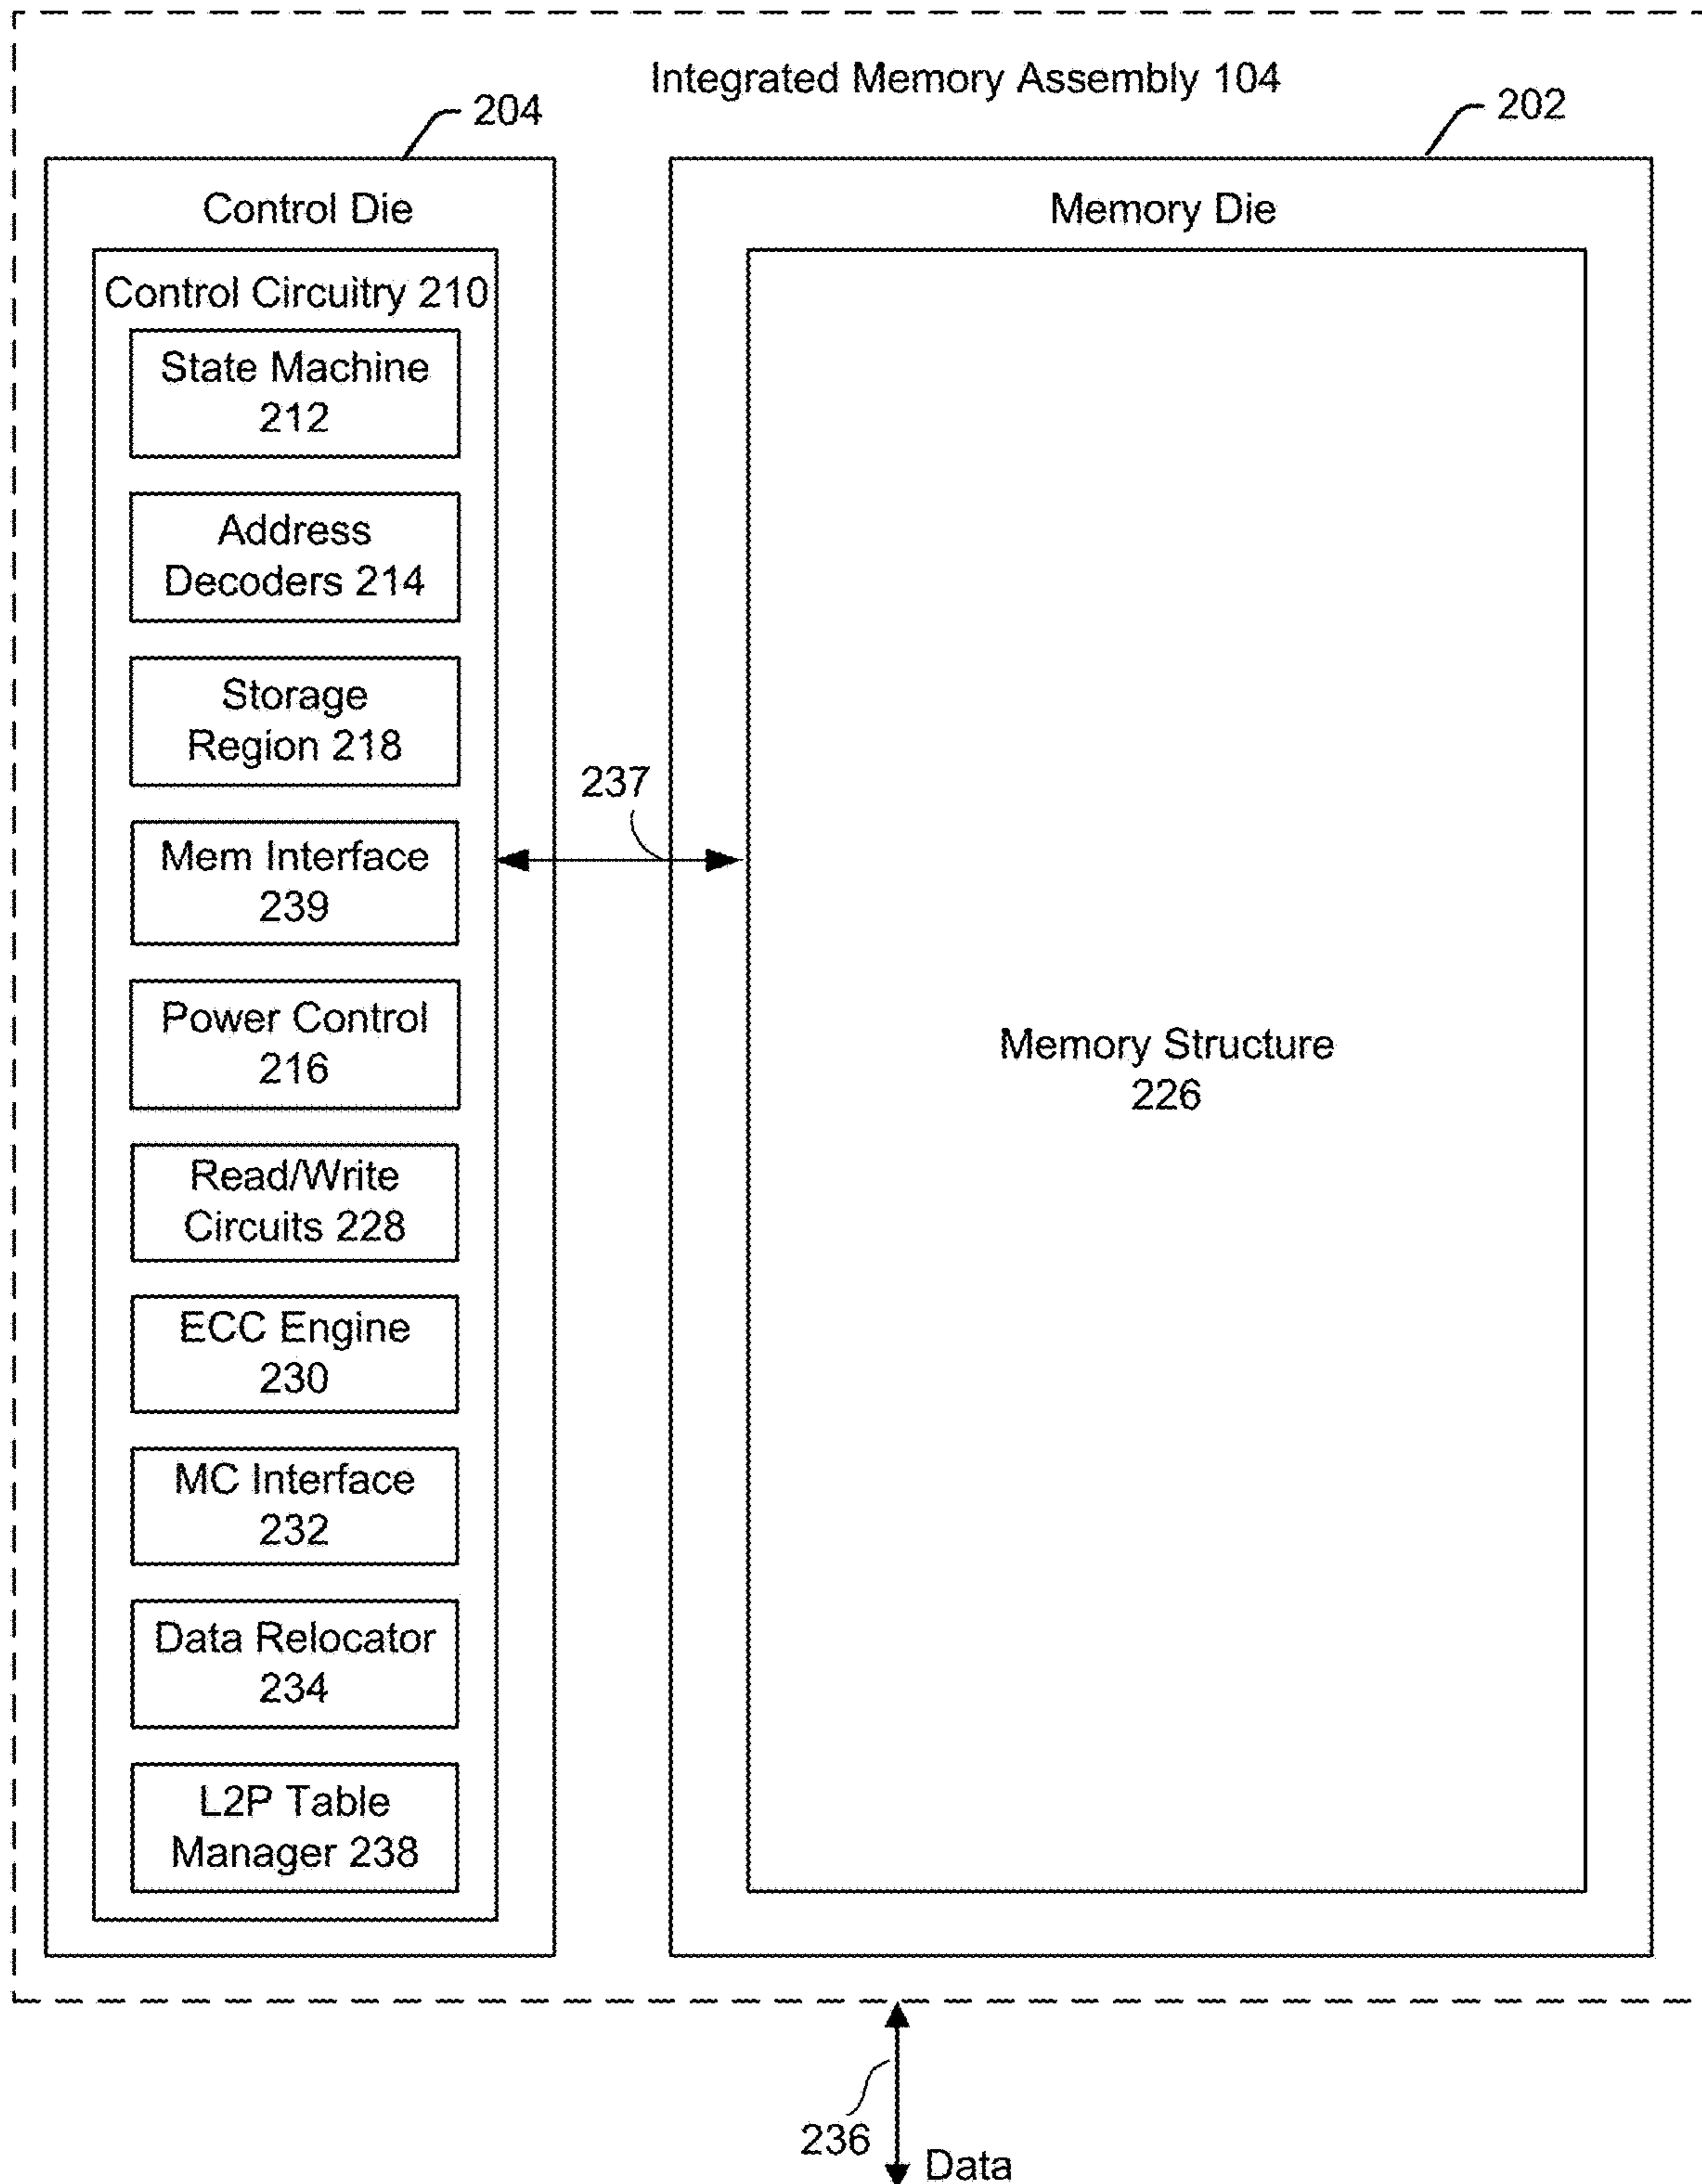 Integrated Memory Assembly 104
204
202
Control Die
Control Circuitry 210
State Machine
212
Address
Decoders 214
Storage
Region 218
Mem Interface
239
Power Control
216
Read/Write
Circuits 228
ECC Engine
230
MC Interface
232
Data Relocator
234
L2P Table
Manager 238
237
Memory Die
Memory Structure
226
236
Data